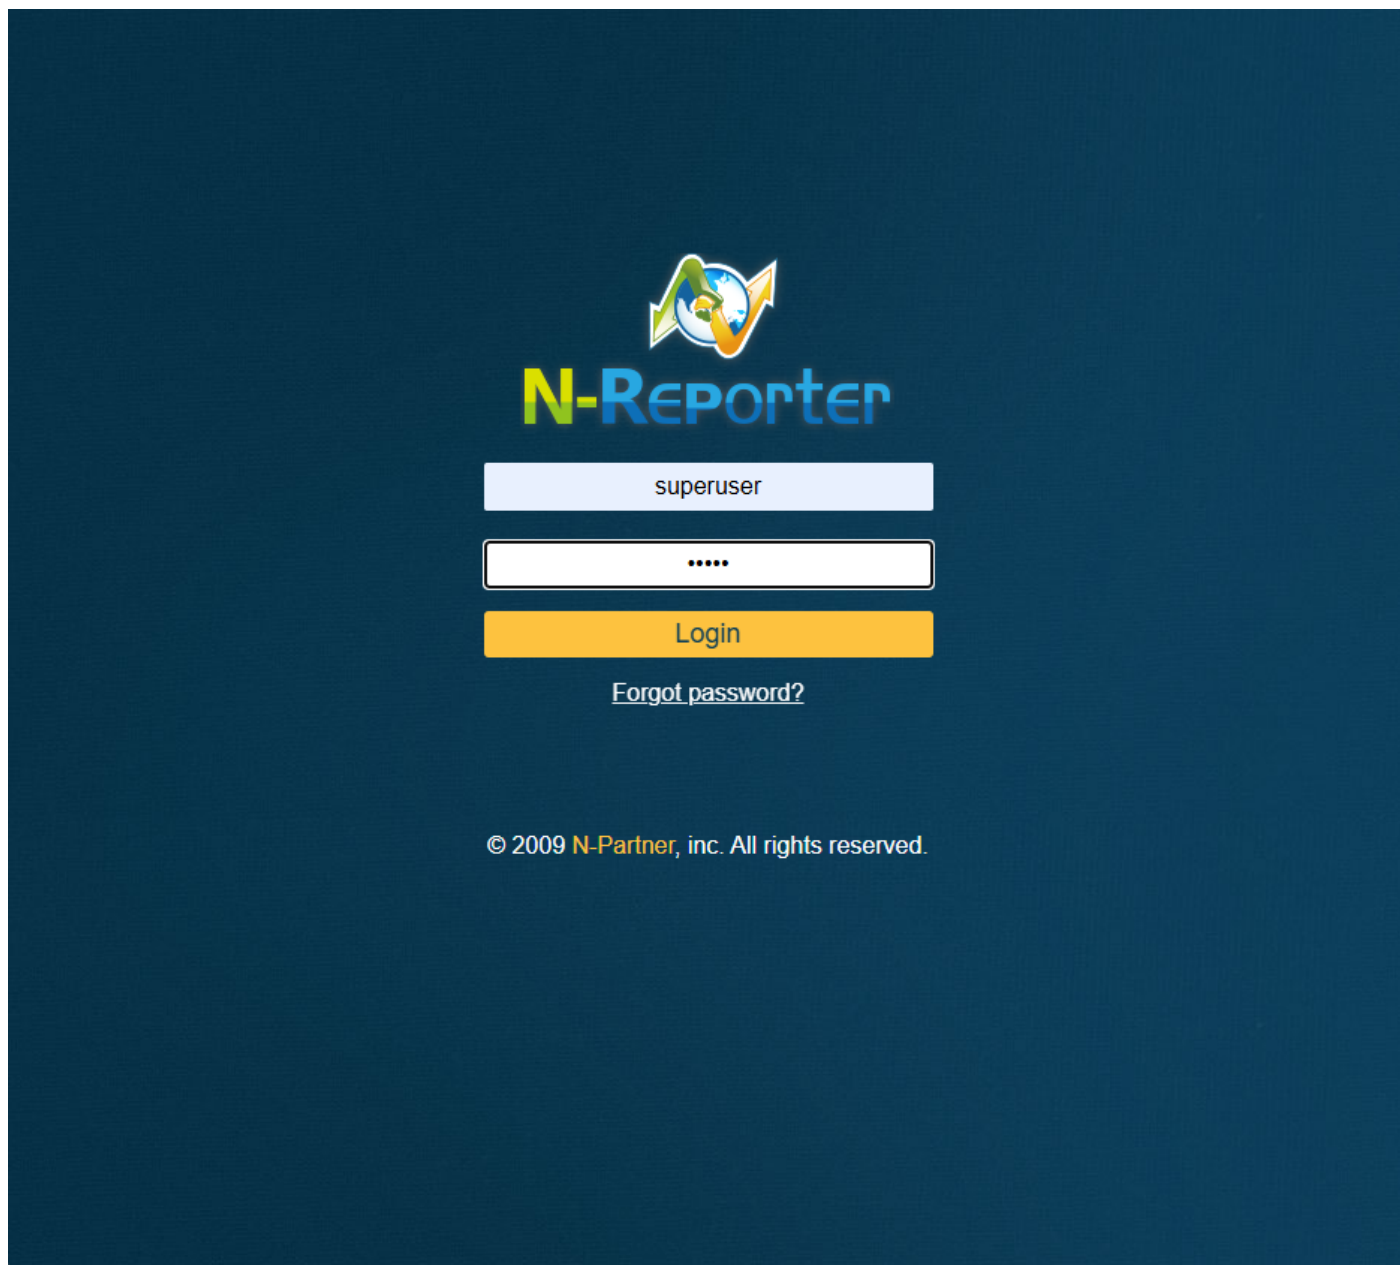 N-Reporter
superuser
•••••
Login
Forgot password?
© 2009 N-Partner, inc. All rights reserved.